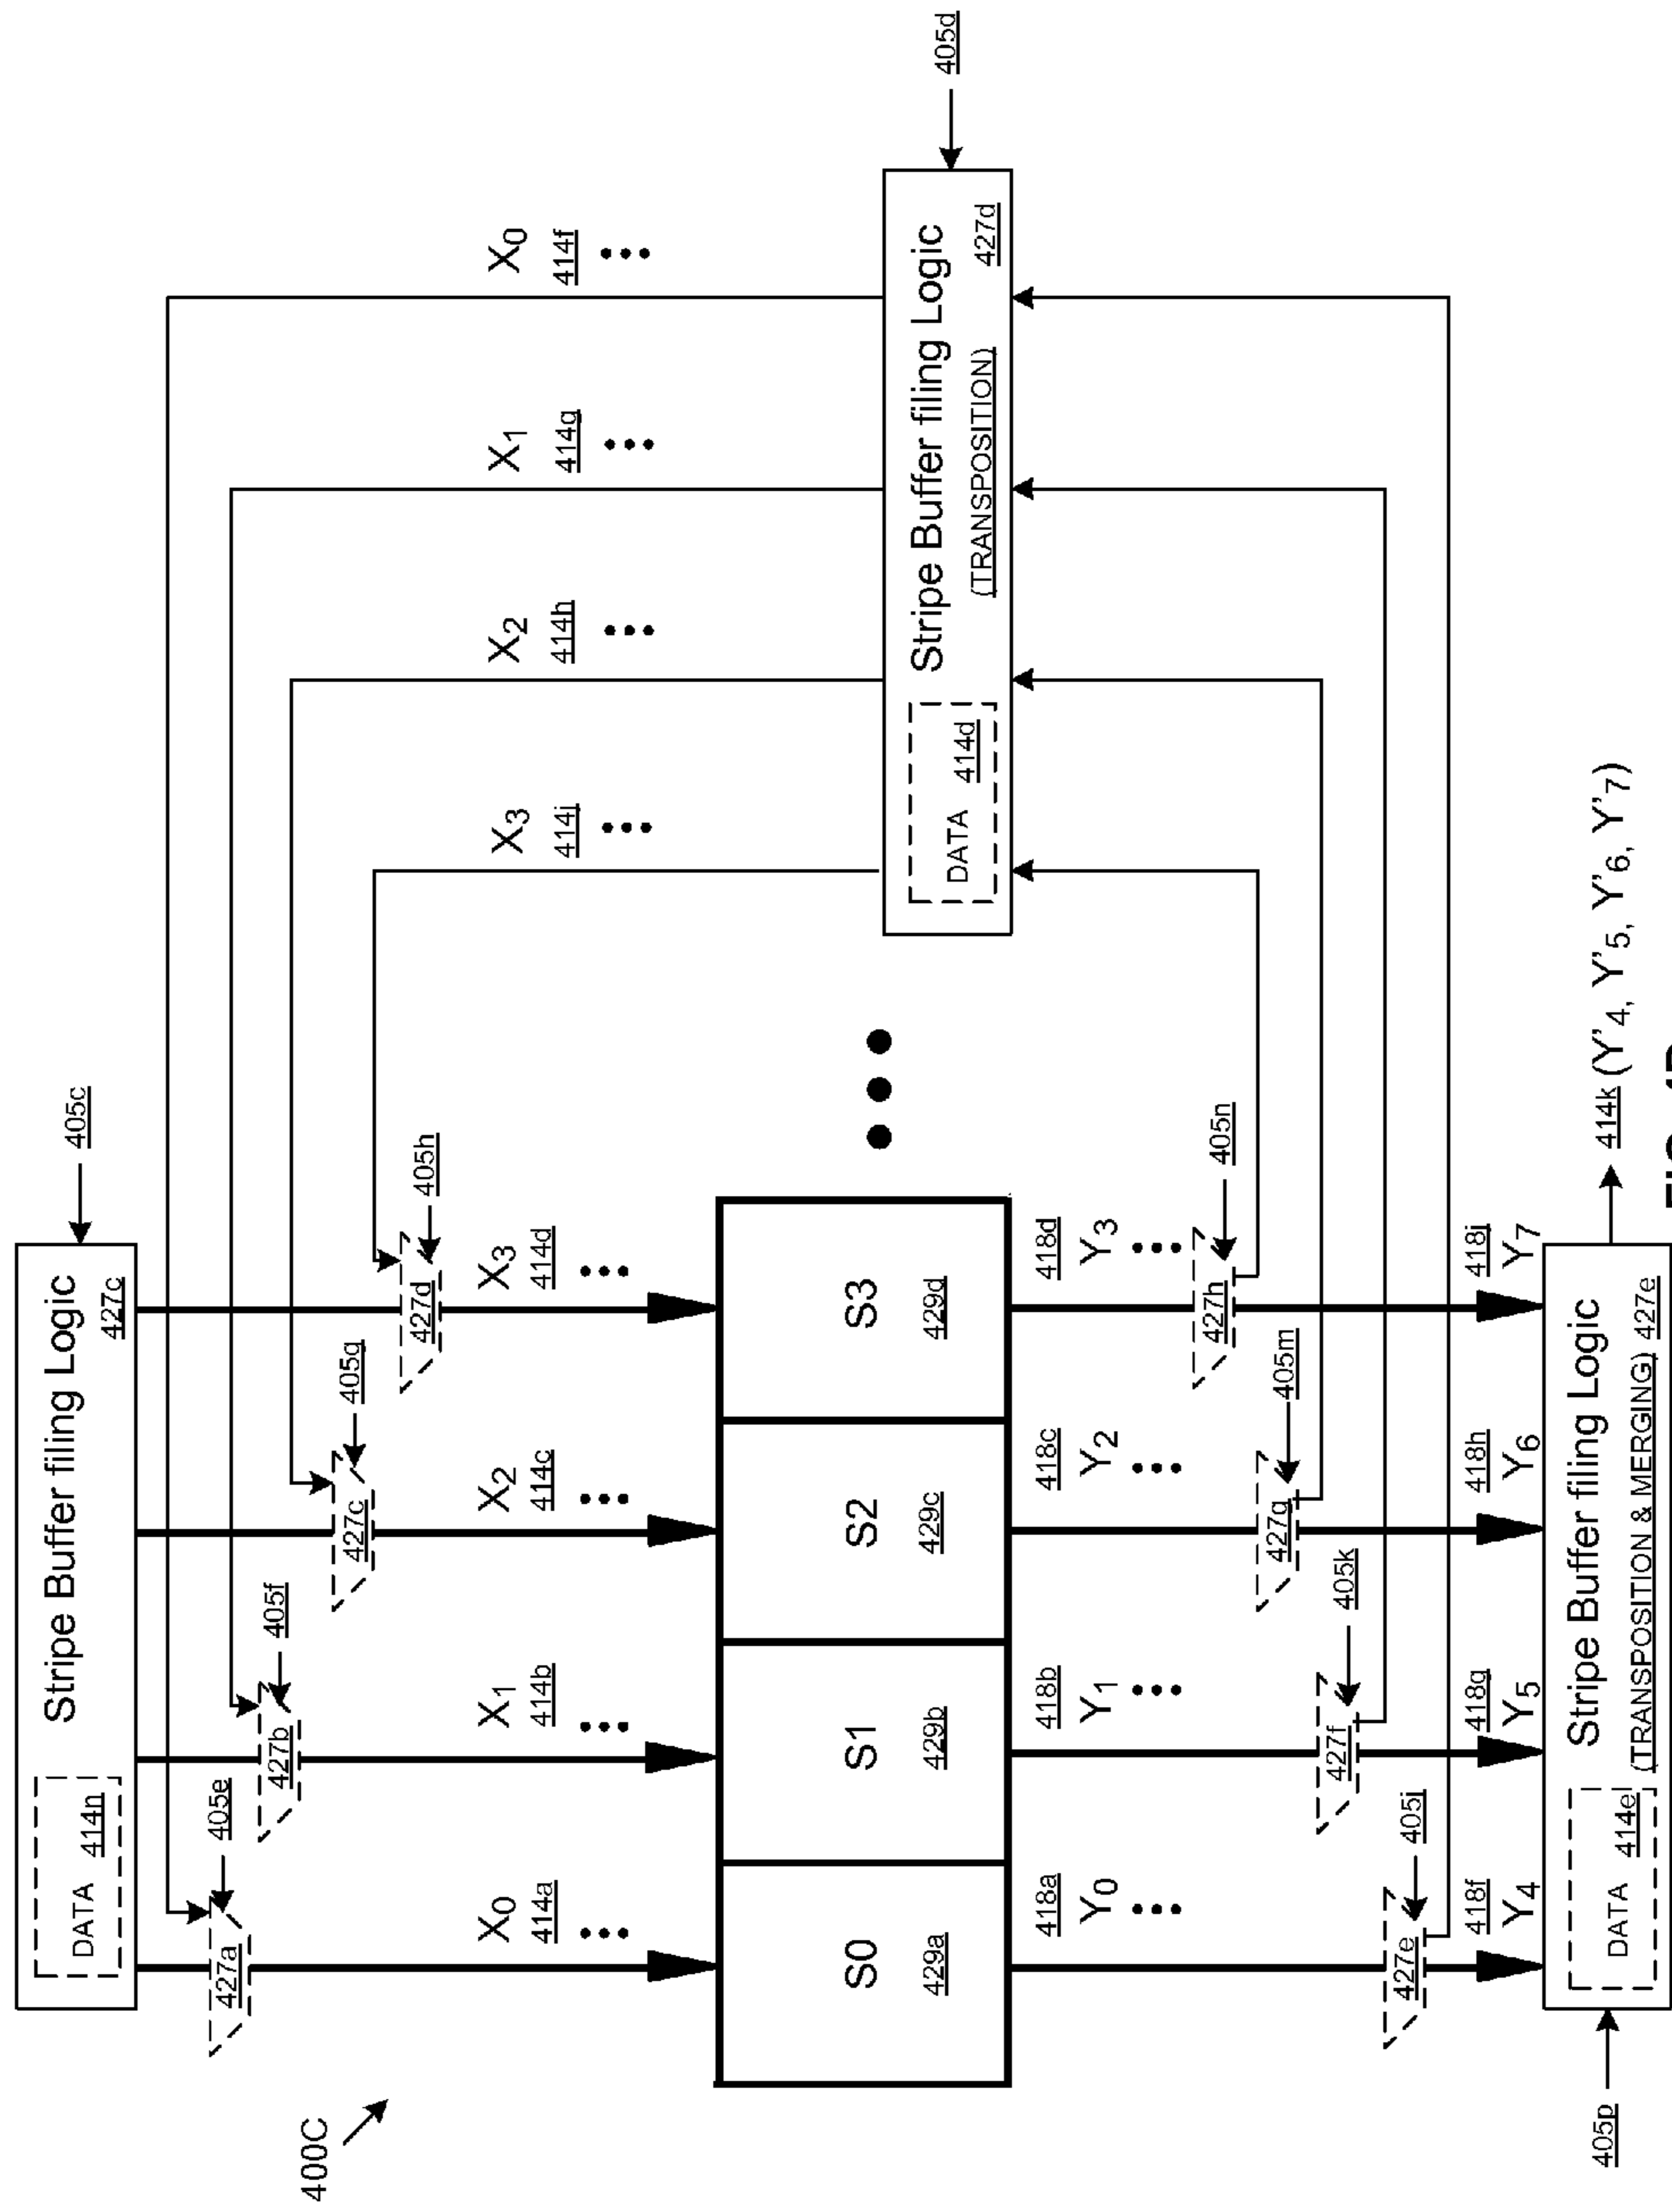 400C
Stripe Buffer filing Logic
427c
DATA
414n
405c
427a
405e
427b
405f
427c
405g
427d
405h
X0
414a
•••
X1
414b
•••
X2
414c
•••
X3
414d
•••
X3
414j
•••
X2
414h
•••
X1
414g
•••
X0
414f
•••
S0
429a
S1
429b
S2
429c
S3
429d
•••
Stripe Buffer filing Logic
(TRANSPOSITION)
427d
DATA
414d
405d
418a
Y0
•••
418b
Y1
•••
418c
Y2
•••
418d
Y3
•••
427e
405j
427f
405k
427g
405m
427h
405n
418f
Y4
418g
Y5
418h
Y6
418j
Y7
405p
Stripe Buffer filing Logic
(TRANSPOSITION & MERGING) 427e
DATA
414e
414k (Y'4, Y'5, Y'6, Y'7)